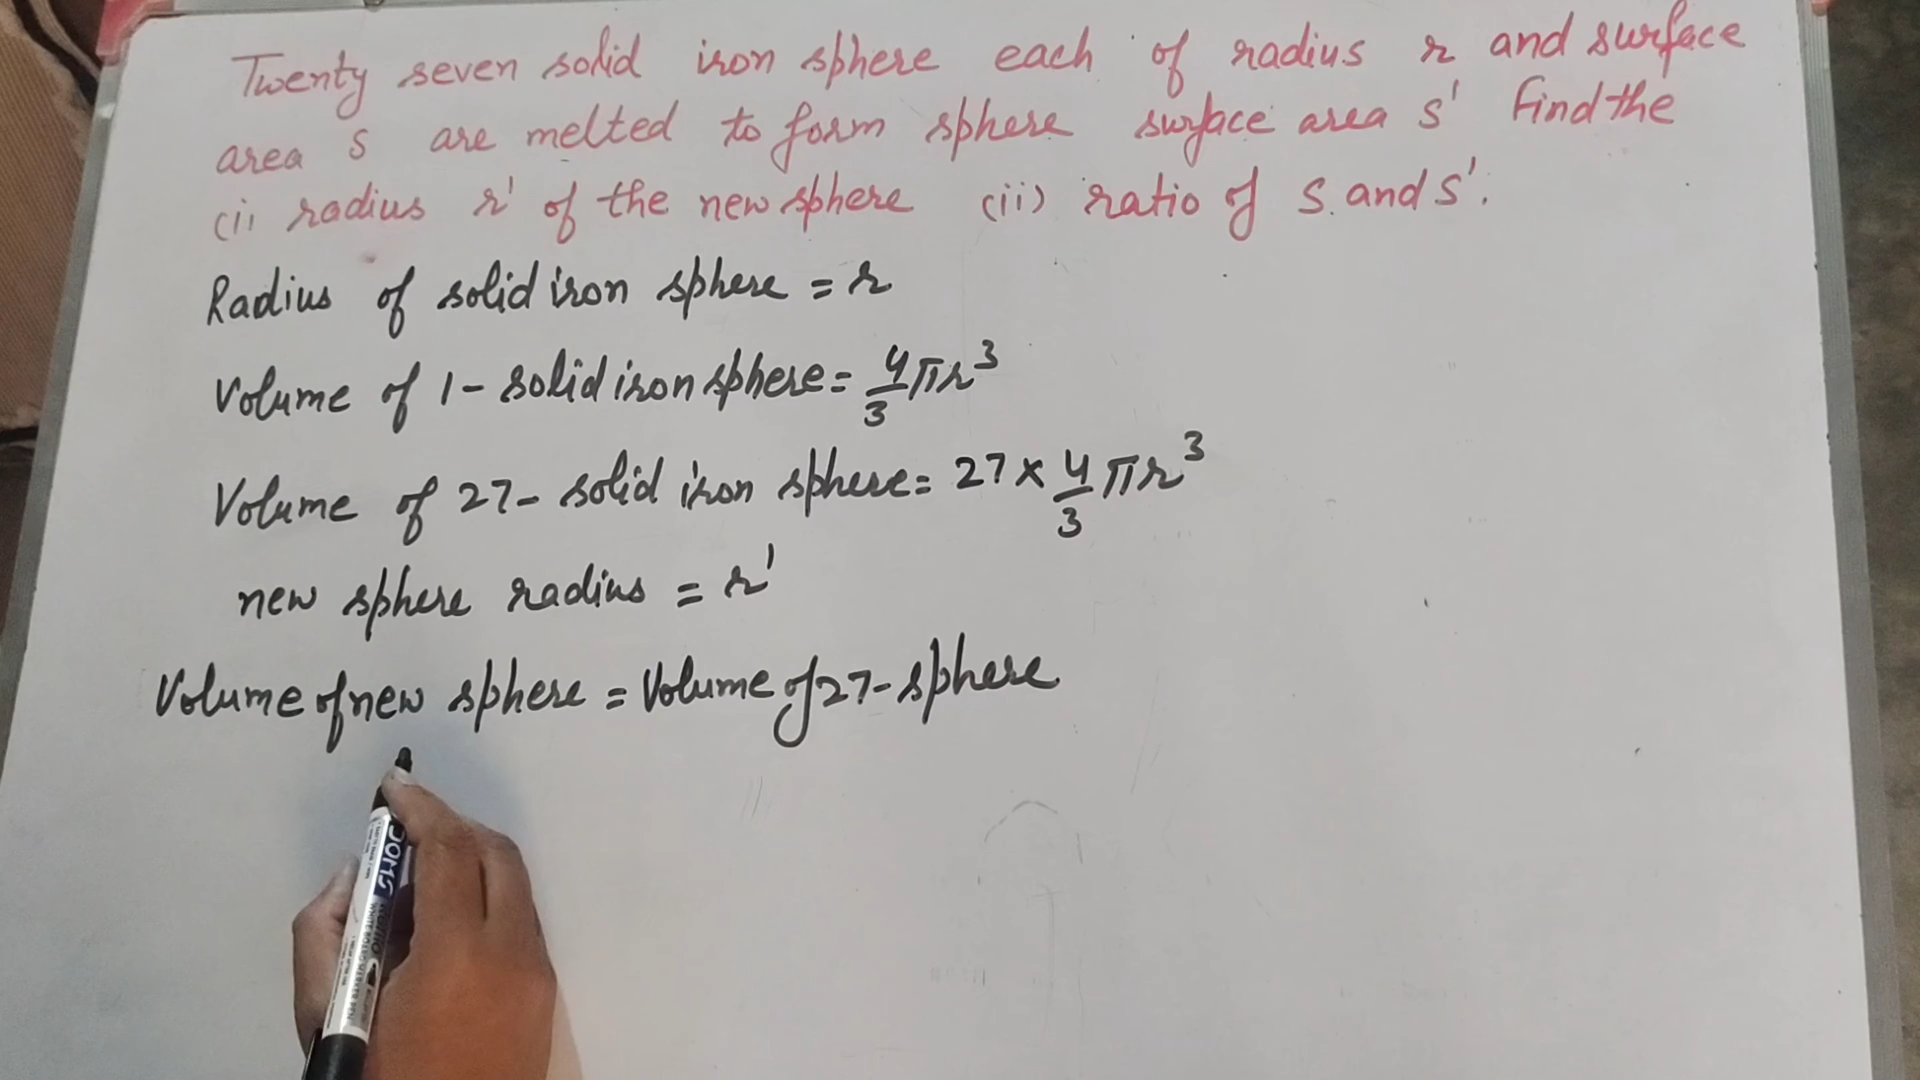 Twenty seven solid iron sphere each of radius r and surface
area S are melted to form sphere surface area S' Find the
(i) radius r' of the new sphere (ii) ratio of S and S'.
Radius of solid iron sphere = r
Volume of 1- solid iron sphere = 4/3 πr³
Volume of 27- solid iron sphere = 27 × 4/3 πr³
new sphere radius = r'
Volume of new sphere = Volume of 27- sphere
DOMS